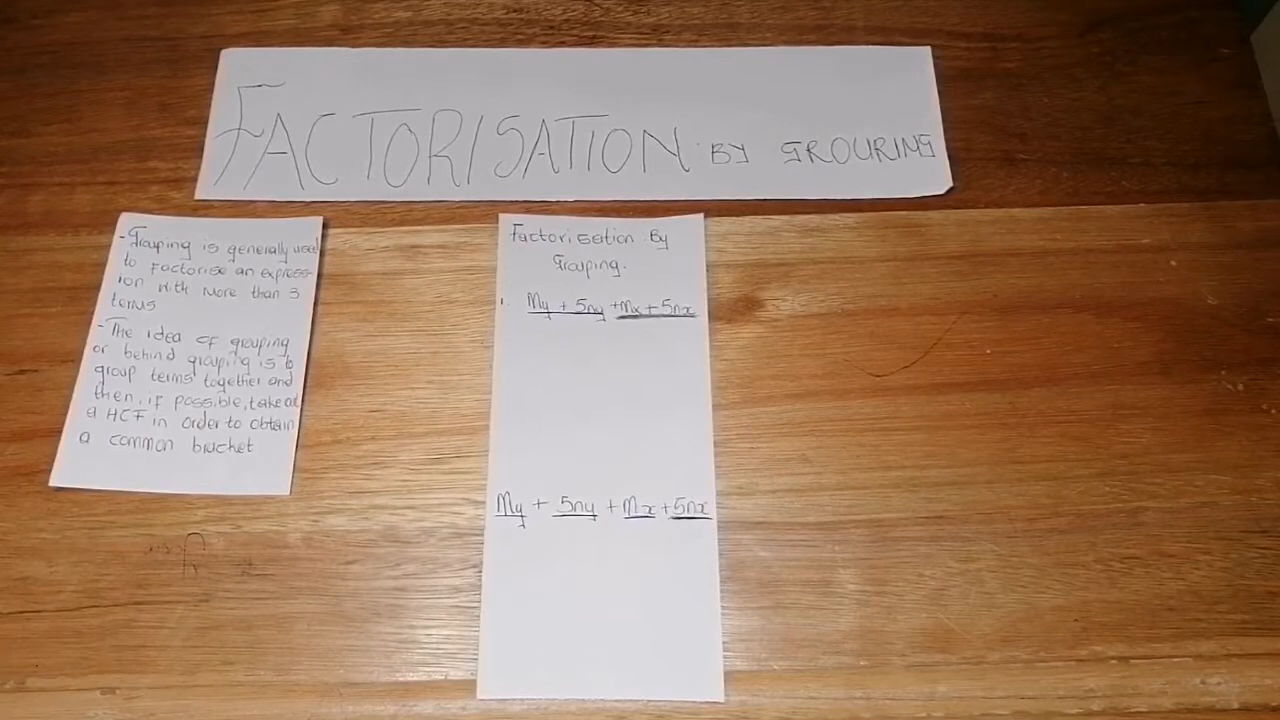 FACTORISATION BY GROURING
- Grouping is generally used
to Factorise an express-
ion with more than 3
terms
- The idea of grouping
or behind grouping is to
group terms together and
then, if possible, take out
a HCF in order to obtain
a common bracket
Factorisation By
Grouping.
1. My + 5ny + Mx + 5nx
My + 5ny + Mx + 5nx